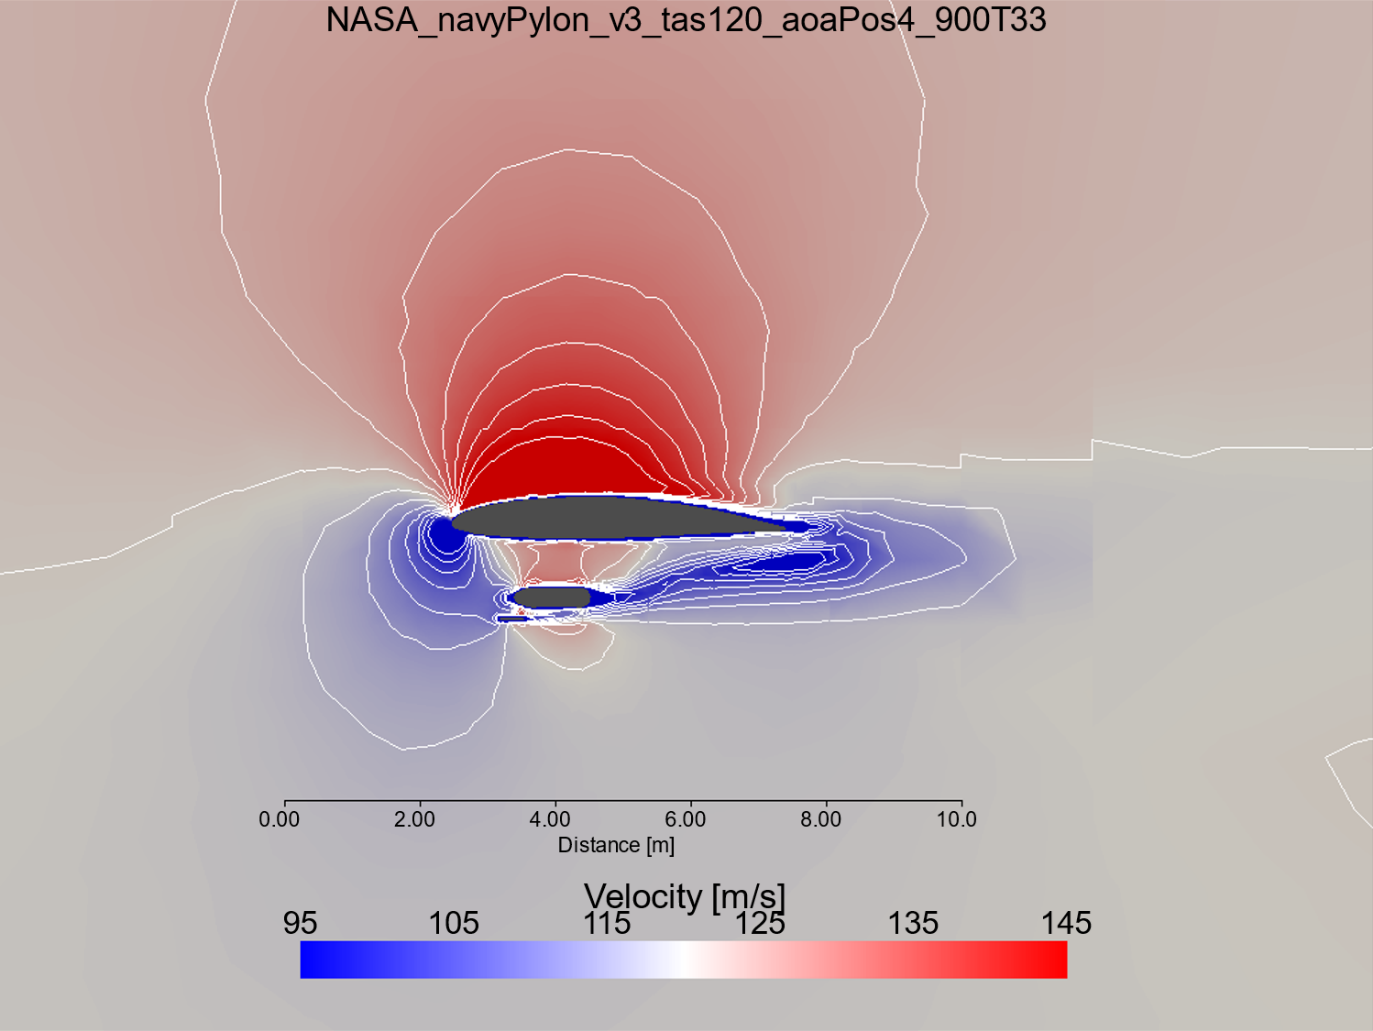 NASA_navyPylon_v3_tas120_aoaPos4_900T33
0.00 2.00 4.00 6.00 8.00 10.0
Distance [m]
Velocity [m/s]
95 105 115 125 135 145